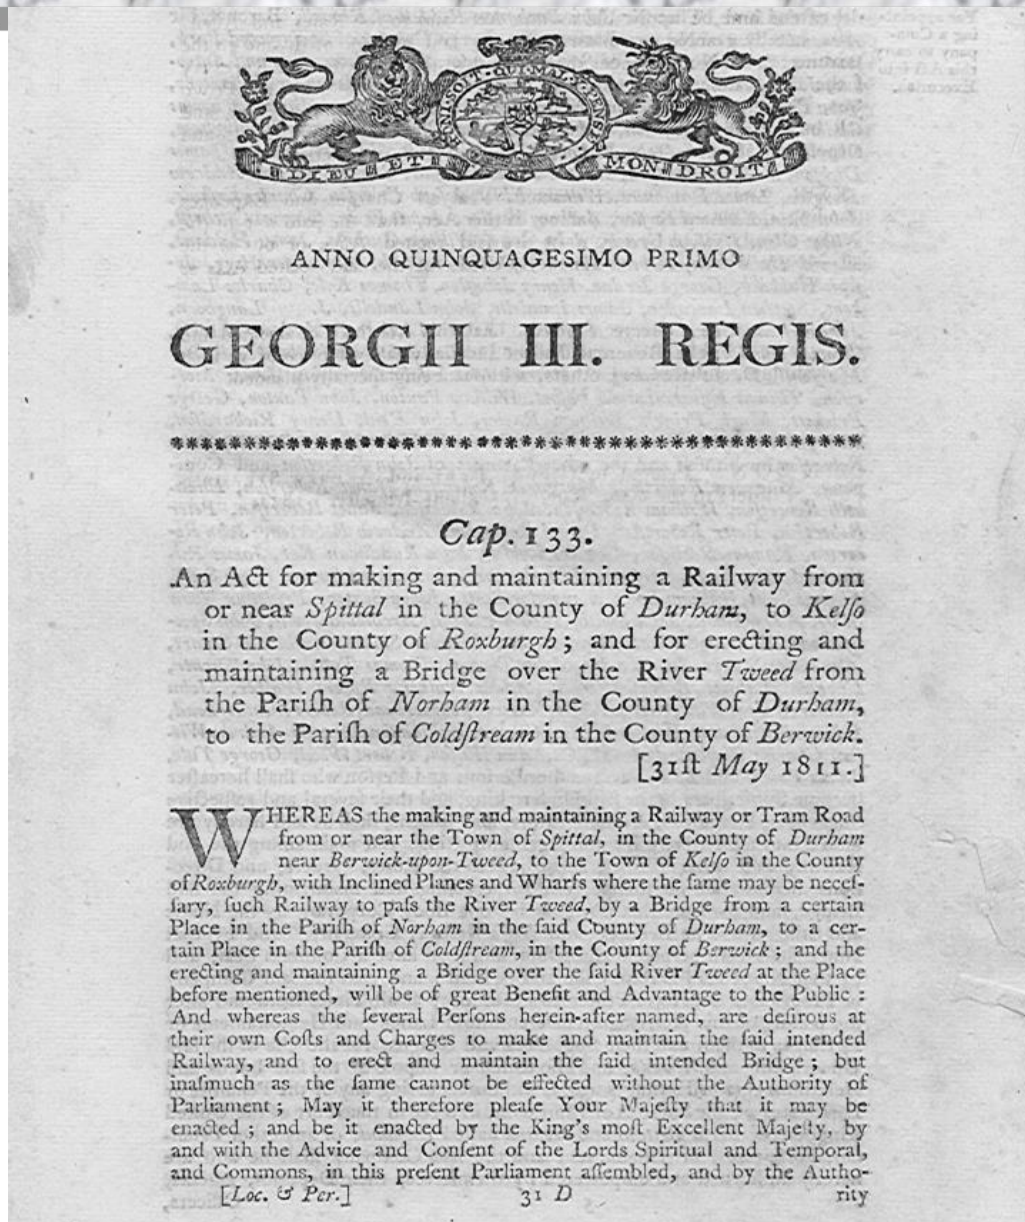 HONI·SOIT·QUI·MAL·Y·PENSE
DIEU ET MON DROIT
ANNO QUINQUAGESIMO PRIMO
GEORGII III. REGIS.
Cap. 133.
An Act for making and maintaining a Railway from
or near Spittal in the County of Durham, to Kelſo
in the County of Roxburgh; and for erecting and
maintaining a Bridge over the River Tweed from
the Pariſh of Norham in the County of Durham,
to the Pariſh of Coldſtream in the County of Berwick.
[31ſt May 1811.]
WHEREAS the making and maintaining a Railway or Tram Road
from or near the Town of Spittal, in the County of Durham
near Berwick-upon-Tweed, to the Town of Kelſo in the County
of Roxburgh, with Inclined Planes and Wharfs where the ſame may be neceſ-
ſary, ſuch Railway to paſs the River Tweed, by a Bridge from a certain
Place in the Pariſh of Norham in the ſaid County of Durham, to a cer-
tain Place in the Pariſh of Coldſtream, in the County of Berwick; and the
erecting and maintaining a Bridge over the ſaid River Tweed at the Place
before mentioned, will be of great Benefit and Advantage to the Public:
And whereas the ſeveral Perſons herein-after named, are deſirous at
their own Coſts and Charges to make and maintain the ſaid intended
Railway, and to erect and maintain the ſaid intended Bridge; but
inaſmuch as the ſame cannot be effected without the Authority of
Parliament; May it therefore pleaſe Your Majeſty that it may be
enacted; and be it enacted by the King's moſt Excellent Majeſty, by
and with the Advice and Conſent of the Lords Spiritual and Temporal,
and Commons, in this preſent Parliament aſſembled, and by the Autho-
[Loc. & Per.] 31 D rity